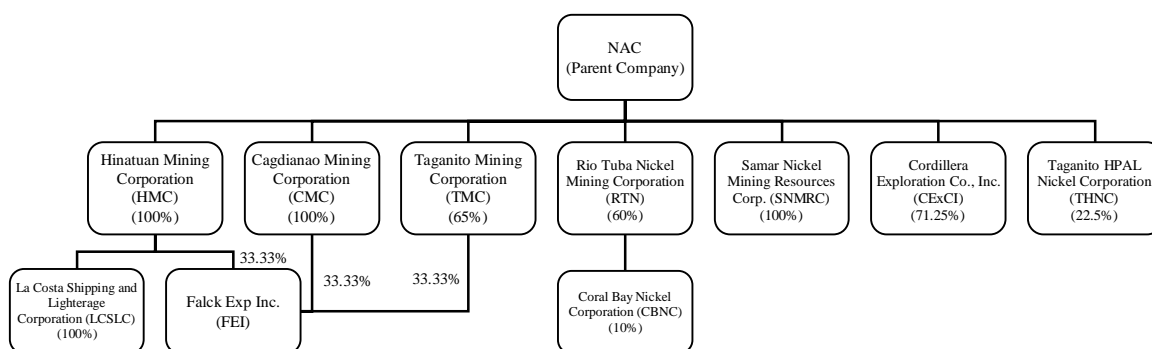 NAC
(Parent Company)
Hinatuan Mining
Corporation
(HMC)
(100%)
Cagdianao Mining
Corporation
(CMC)
(100%)
Taganito Mining
Corporation
(TMC)
(65%)
Rio Tuba Nickel
Mining Corporation
(RTN)
(60%)
Samar Nickel
Mining Resources
Corp. (SNMRC)
(100%)
Cordillera
Exploration Co., Inc.
(CExCI)
(71.25%)
Taganito HPAL
Nickel Corporation
(THNC)
(22.5%)
33.33%
33.33%
33.33%
La Costa Shipping and
Lighterage
Corporation (LCSLC)
(100%)
Falck Exp Inc.
(FEI)
Coral Bay Nickel
Corporation (CBNC)
(10%)